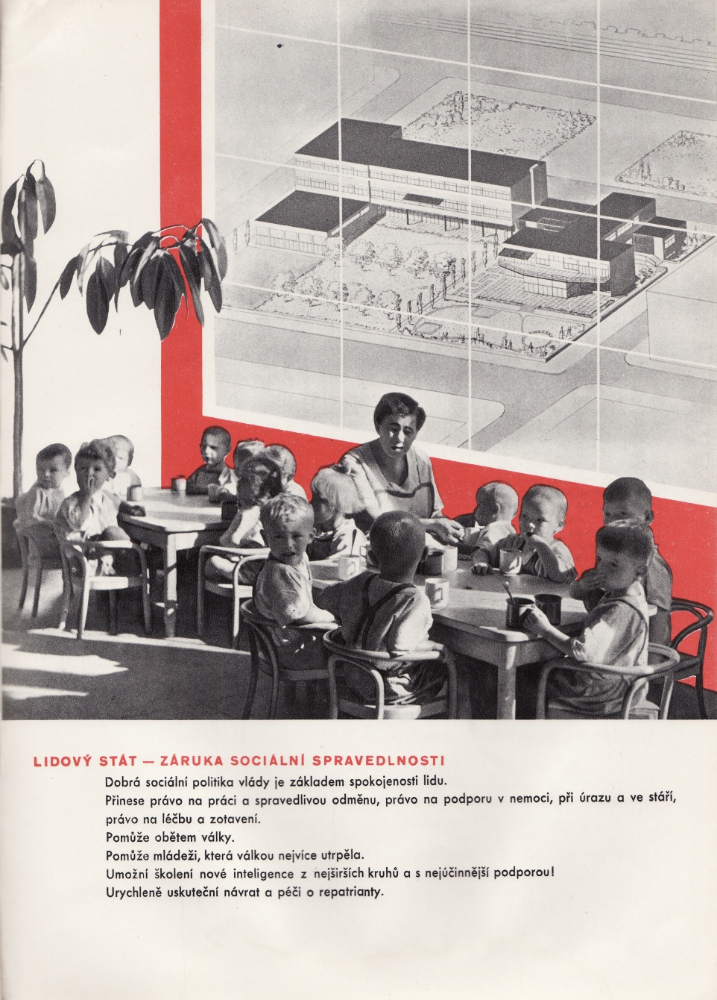 LIDOVÝ STÁT — ZÁRUKA SOCIÁLNÍ SPRAVEDLNOSTI
Dobrá sociální politika vlády je základem spokojenosti lidu.
Přinese právo na práci a spravedlivou odměnu, právo na podporu v nemoci, při úrazu a ve stáří,
právo na léčbu a zotavení.
Pomůže obětem války.
Pomůže mládeži, která válkou nejvíce utrpěla.
Umožní školení nové inteligence z nejširších kruhů a s nejúčinnější podporou!
Urychleně uskuteční návrat a péči o repatrianty.